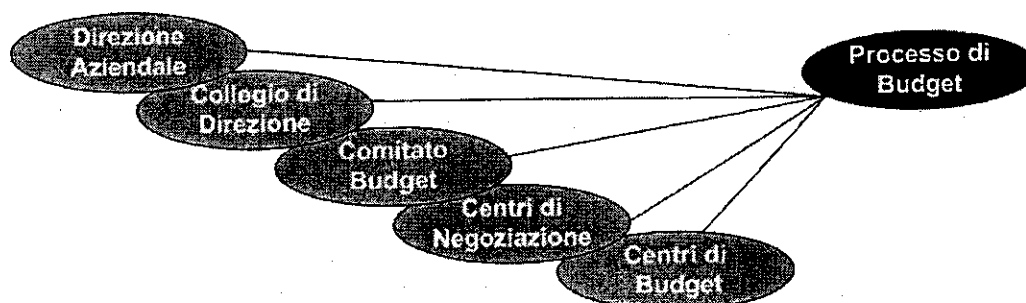 Direzione
Aziendale
Processo di
Budget
Collegio di
Direzione
Comitato
Budget
Centri di
Negoziazione
Centri di
Budget